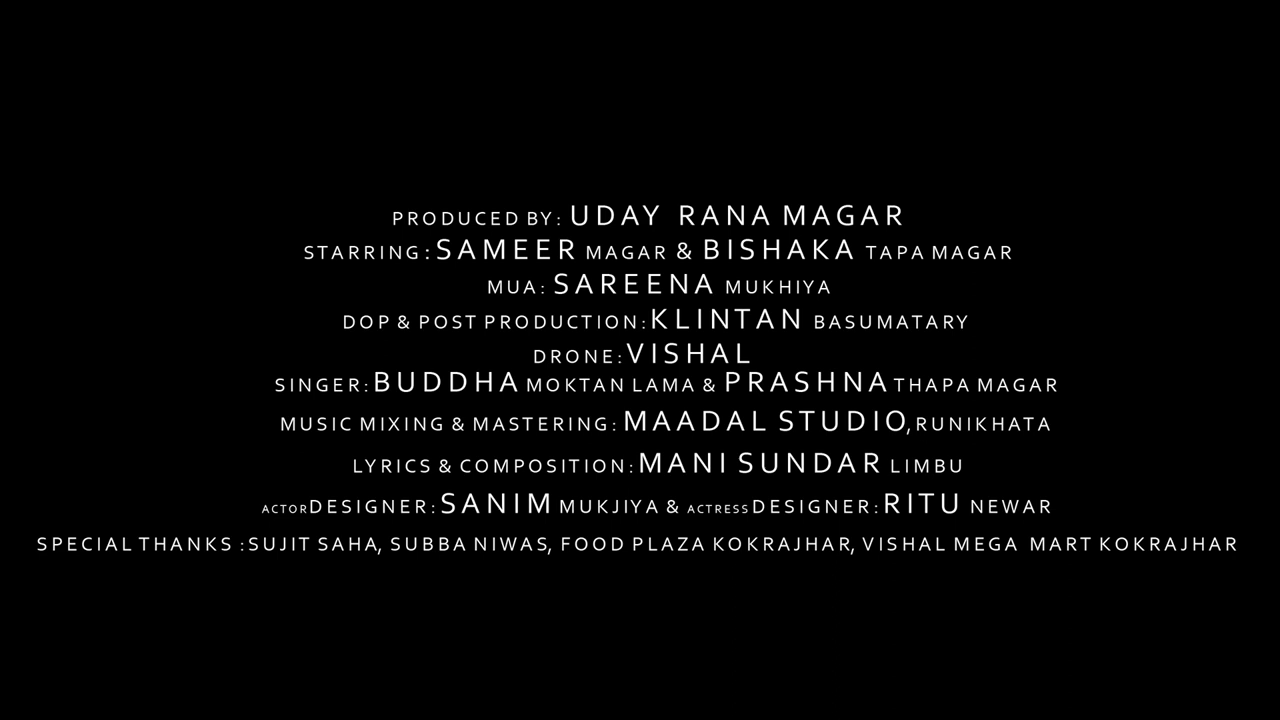 PRODUCED BY: UDAY RANA MAGAR
STARRING: SAMEER MAGAR & BISHAKA TAPA MAGAR
MUA: SAREENA MUKHIYA
DOP & POST PRODUCTION: KLINTAN BASUMATARY
DRONE: VISHAL
SINGER: BUDDHA MOKTAN LAMA & PRASHNA THAPA MAGAR
MUSIC MIXING & MASTERING: MAADAL STUDIO, RUNIKHATA
LYRICS & COMPOSITION: MANI SUNDAR LIMBU
ACTOR DESIGNER: SANIM MUKJIYA & ACTRESS DESIGNER: RITU NEWAR
SPECIAL THANKS :SUJIT SAHA, SUBBA NIWAS, FOOD PLAZA KOKRAJHAR, VISHAL MEGA MART KOKRAJHAR